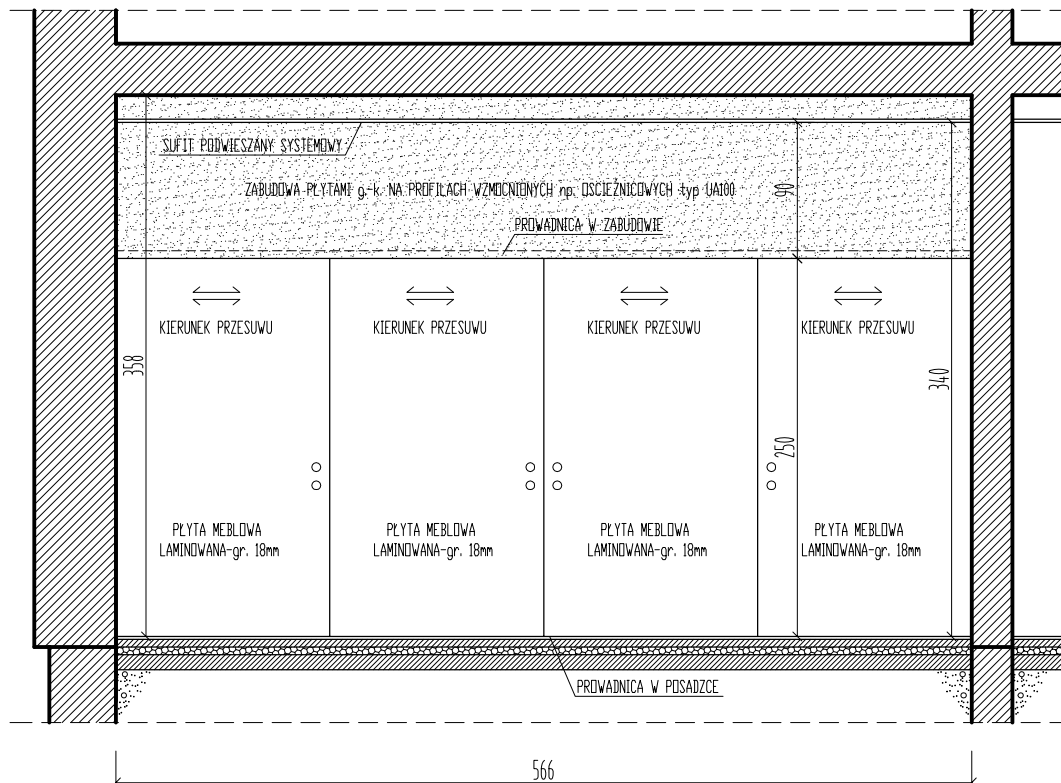 SUFIT PODWIESZANY SYSTEMOWY
ZABUDOWA PŁYTAMI g.-k. NA PROFILACH WZMOCNIONYCH np. OSCIEŻNICOWYCH typ UA100
90
PROWADNICA W ZABUDOWIE
KIERUNEK PRZESUWU
KIERUNEK PRZESUWU
KIERUNEK PRZESUWU
KIERUNEK PRZESUWU
358
340
250
PŁYTA MEBLOWA
LAMINOWANA-gr. 18mm
PŁYTA MEBLOWA
LAMINOWANA-gr. 18mm
PŁYTA MEBLOWA
LAMINOWANA-gr. 18mm
PŁYTA MEBLOWA
LAMINOWANA-gr. 18mm
PROWADNICA W POSADZCE
566